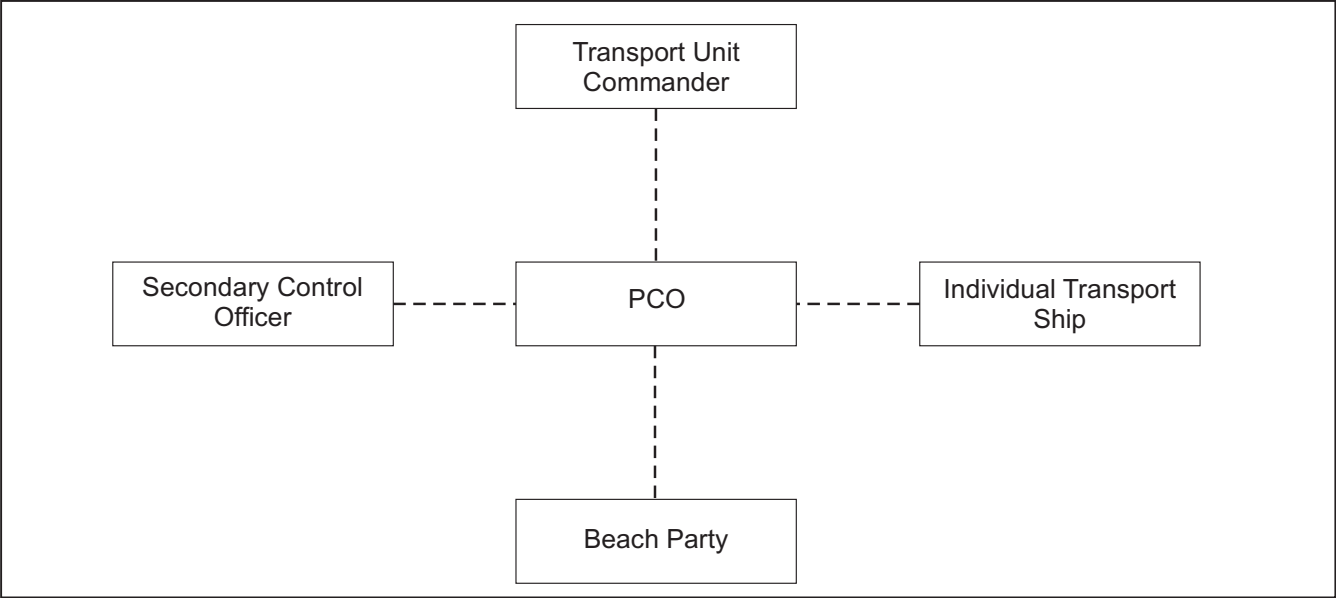 Transport Unit
Commander
Secondary Control
Officer
PCO
Individual Transport
Ship
Beach Party